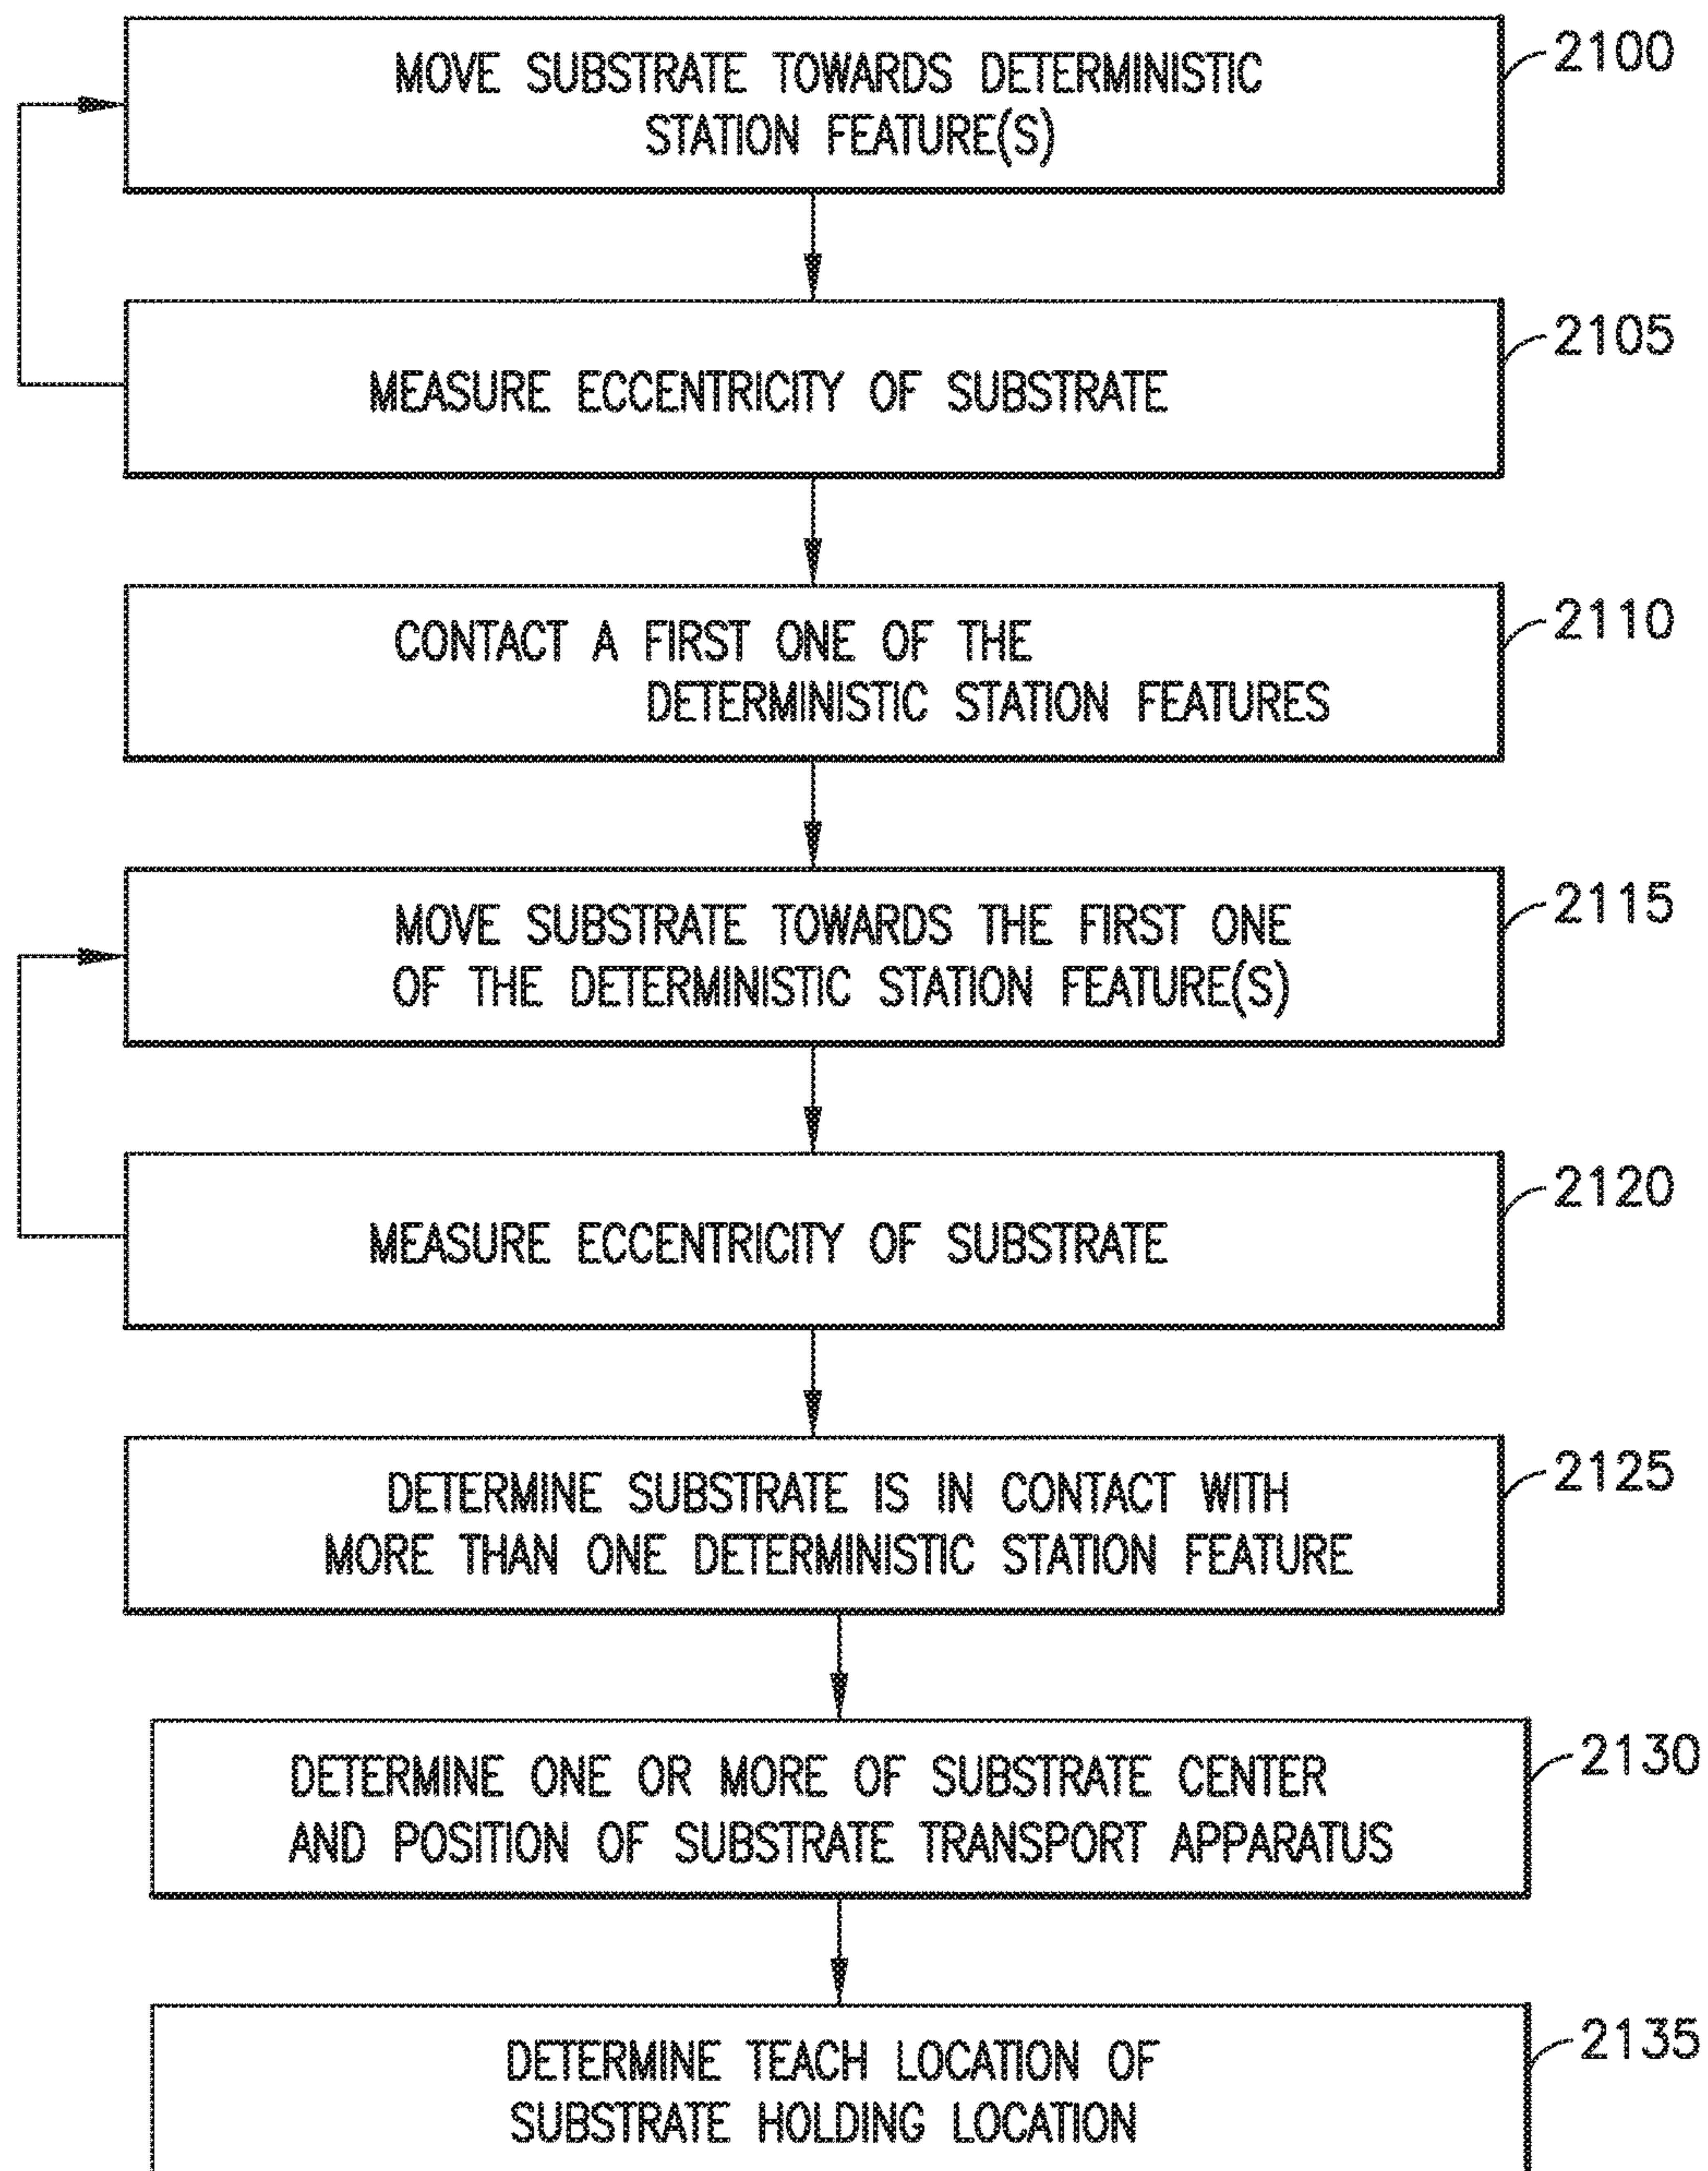 MOVE SUBSTRATE TOWARDS DETERMINISTIC
STATION FEATURE(S)
2100
MEASURE ECCENTRICITY OF SUBSTRATE
2105
CONTACT A FIRST ONE OF THE
DETERMINISTIC STATION FEATURES
2110
MOVE SUBSTRATE TOWARDS THE FIRST ONE
OF THE DETERMINISTIC STATION FEATURE(S)
2115
MEASURE ECCENTRICITY OF SUBSTRATE
2120
DETERMINE SUBSTRATE IS IN CONTACT WITH
MORE THAN ONE DETERMINISTIC STATION FEATURE
2125
DETERMINE ONE OR MORE OF SUBSTRATE CENTER
AND POSITION OF SUBSTRATE TRANSPORT APPARATUS
2130
DETERMINE TEACH LOCATION OF
SUBSTRATE HOLDING LOCATION
2135